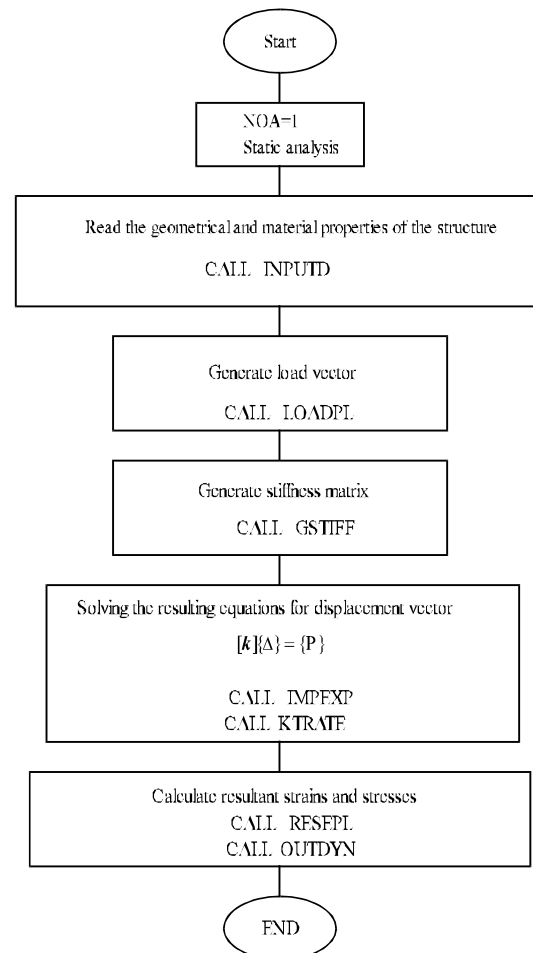 Start
NOA=1
Static analysis
Read the geometrical and material properties of the structure
CALL INPUTD
Generate load vector
CALL LOADPL
Generate stiffness matrix
CALL GSTIFF
Solving the resulting equations for displacement vector
[k]{Δ} = {P}
CALL IMPEXP
CALL KTRATE
Calculate resultant strains and stresses
CALL RESEPL
CALL OUTDYN
END